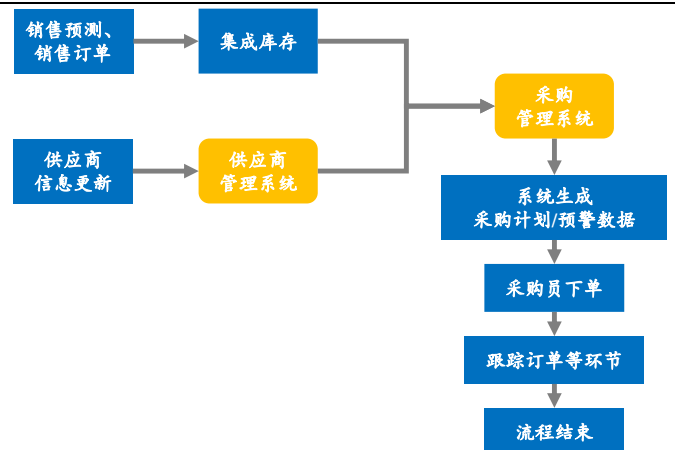 销售预测、
销售订单
集成库存
供应商
信息更新
供应商
管理系统
采购
管理系统
系统生成
采购计划/预警数据
采购员下单
跟踪订单等环节
流程结束